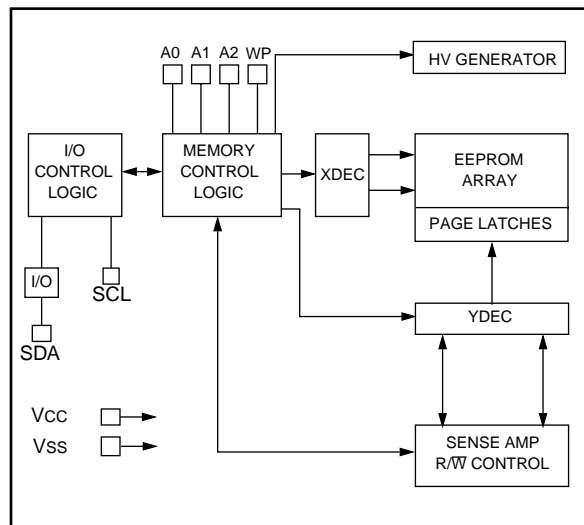 A0 A1 A2 WP
HV GENERATOR
I/O
CONTROL
LOGIC
MEMORY
CONTROL
LOGIC
XDEC
EEPROM
ARRAY
PAGE LATCHES
I/O
SCL
SDA
YDEC
VCC
VSS
SENSE AMP
R/W̅ CONTROL